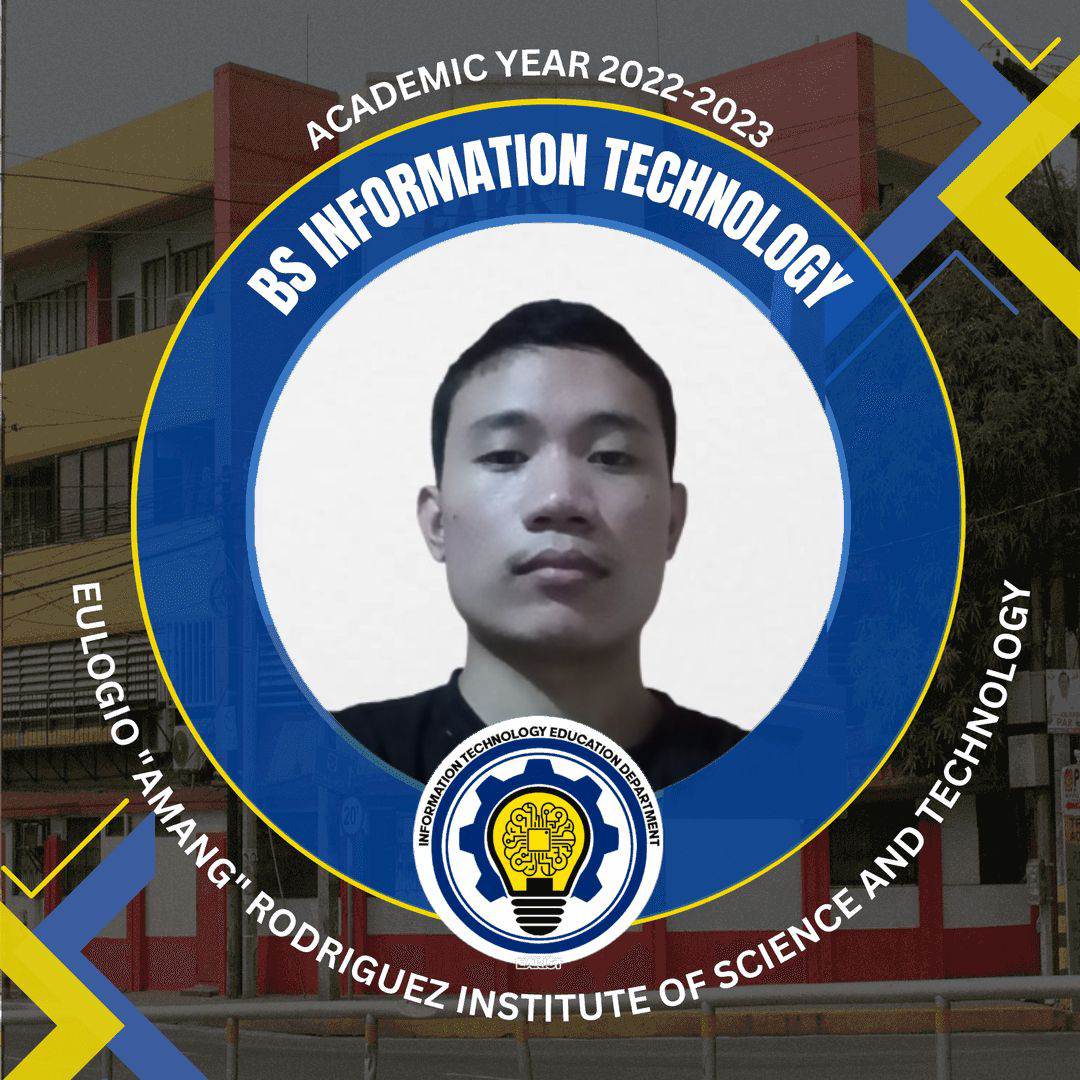 ACADEMIC YEAR 2022-2023
BS INFORMATION TECHNOLOGY
INFORMATION TECHNOLOGY EDUCATION DEPARTMENT
EARIST
EULOGIO "AMANG" RODRIGUEZ INSTITUTE OF SCIENCE AND TECHNOLOGY